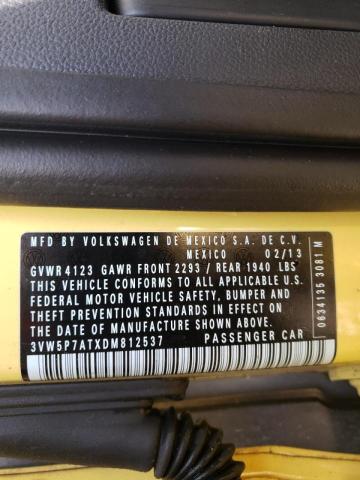 MFD BY VOLKSWAGEN DE MEXICO S.A. DE C.V.
MEXICO 02/13
GVWR 4123 GAWR FRONT 2293 / REAR 1940 LBS
THIS VEHICLE CONFORMS TO ALL APPLICABLE U.S.
FEDERAL MOTOR VEHICLE SAFETY, BUMPER AND
THEFT PREVENTION STANDARDS IN EFFECT ON THE
DATE OF MANUFACTURE SHOWN ABOVE.
3VW5P7ATXDM812537 PASSENGER CAR
0634135 3081 M